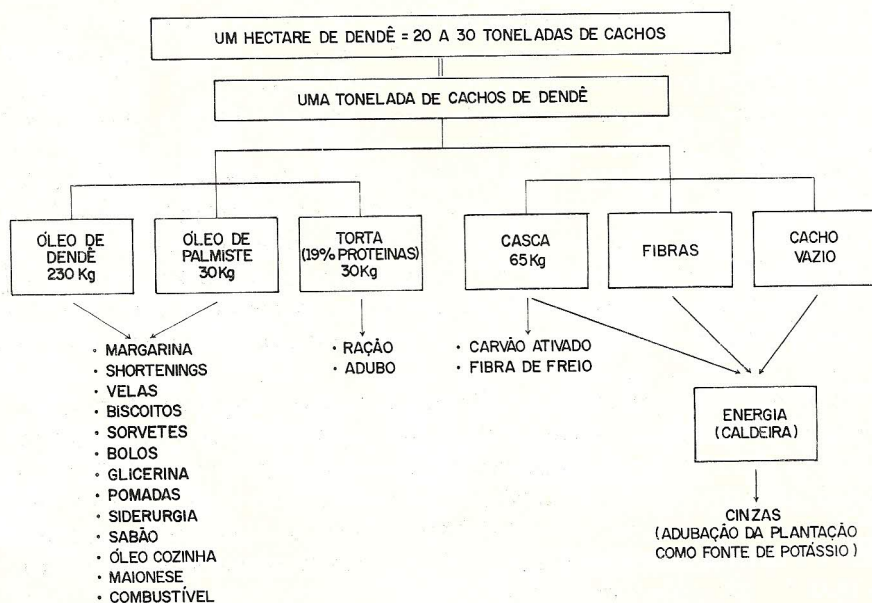 UM HECTARE DE DENDÊ = 20 A 30 TONELADAS DE CACHOS
UMA TONELADA DE CACHOS DE DENDÊ
ÓLEO DE
DENDÊ
230 Kg
ÓLEO DE
PALMISTE
30Kg
TORTA
(19% PROTEINAS)
30Kg
CASCA
65Kg
FIBRAS
CACHO
VAZIO
• MARGARINA
• SHORTENINGS
• VELAS
• BISCOITOS
• SORVETES
• BOLOS
• GLICERINA
• POMADAS
• SIDERURGIA
• SABÃO
• ÓLEO COZINHA
• MAIONESE
• COMBUSTÍVEL
• RAÇÃO
• ADUBO
• CARVÃO ATIVADO
• FIBRA DE FREIO
ENERGIA
(CALDEIRA)
CINZAS
(ADUBAÇÃO DA PLANTAÇÃO
COMO FONTE DE POTÁSSIO)